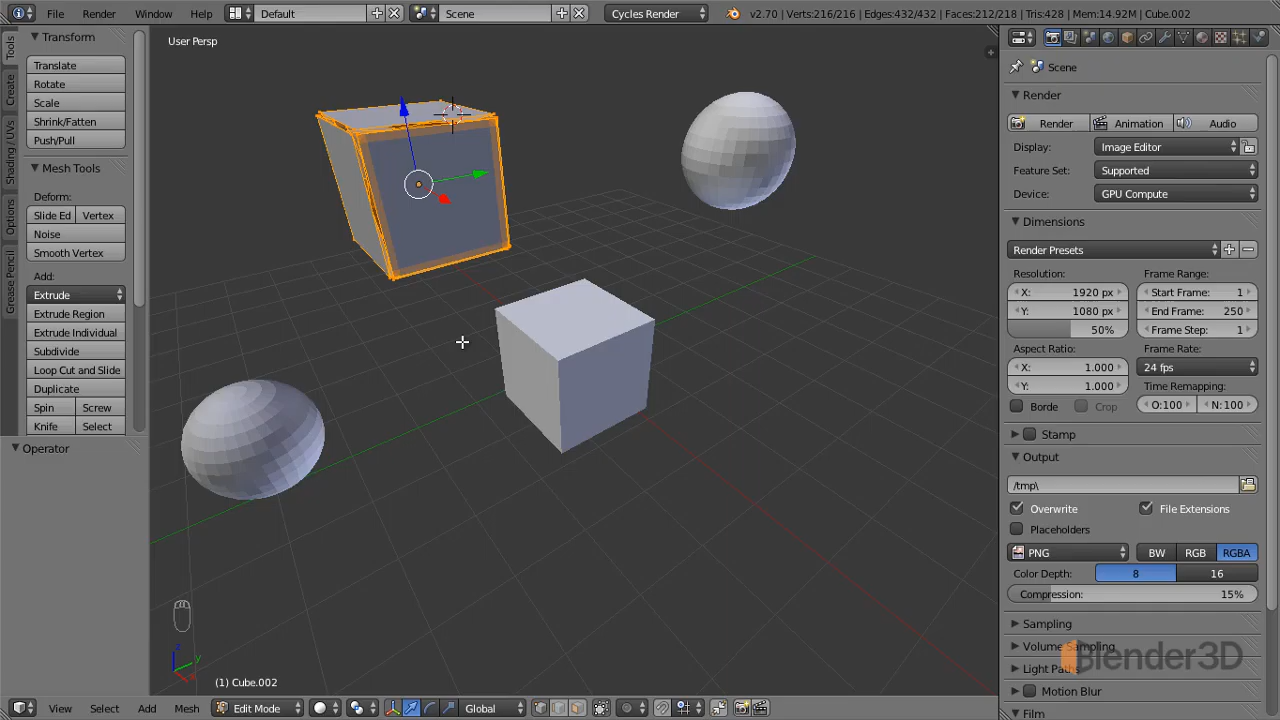 File
Render
Window
Help
Default
Scene
Cycles Render
v2.70 | Verts:216/216 | Edges:432/432 | Faces:212/218 | Tris:428 | Mem:14.92M | Cube.002
Tools
Create
Shading / UVs
Options
Grease Pencil
Transform
Translate
Rotate
Scale
Shrink/Fatten
Push/Pull
Mesh Tools
Deform:
Slide Ed
Vertex
Noise
Smooth Vertex
Add:
Extrude
Extrude Region
Extrude Individual
Subdivide
Loop Cut and Slide
Duplicate
Spin
Screw
Knife
Select
Operator
User Persp
z
y
(1) Cube.002
View
Select
Add
Mesh
Edit Mode
Global
Scene
Render
Render
Animation
Audio
Display:
Image Editor
Feature Set:
Supported
Device:
GPU Compute
Dimensions
Render Presets
Resolution:
Frame Range:
X: 1920 px
Start Frame: 1
Y: 1080 px
End Frame: 250
50%
Frame Step: 1
Aspect Ratio:
Frame Rate:
X: 1.000
24 fps
Y: 1.000
Time Remapping:
Borde
Crop
O:100
N:100
Stamp
Output
/tmp\
Overwrite
File Extensions
Placeholders
PNG
BW
RGB
RGBA
Color Depth:
8
16
Compression: 15%
Sampling
Volume Sampling
Light Paths
Blender3D
Motion Blur
Film